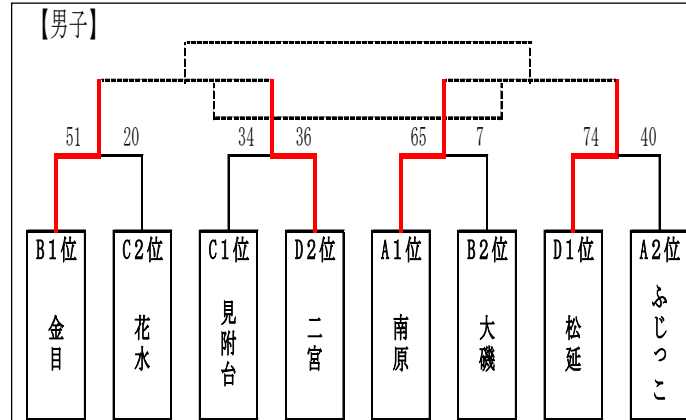 【男子】
51 20 34 36 65 7 74 40
B1位 C2位 C1位 D2位 A1位 B2位 D1位 A2位
金目 花水 見附台 二宮 南原 大磯 松延 ふじっこ